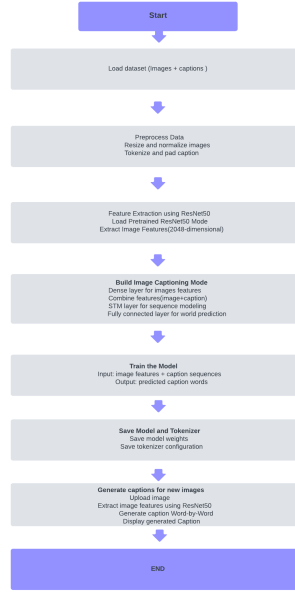 Start
Load dataset (images + captions )
Preprocess Data
Resize and normalize images
Tokenize and pad caption
Feature Extraction using ResNet50
Load Pretrained ResNet50 Mode
Extract Image Features(2048-dimensional)
Build Image Captioning Mode
Dense layer for images features
Combine features(image+caption)
STM layer for sequence modeling
Fully connected layer for world prediction
Train the Model
Input: image features + caption sequences
Output: predicted caption words
Save Model and Tokenizer
Save model weights
Save tokenizer configuration
Generate captions for new images
Upload image
Extract image features using ResNet50
Generate caption Word-by-Word
Display generated Caption
END